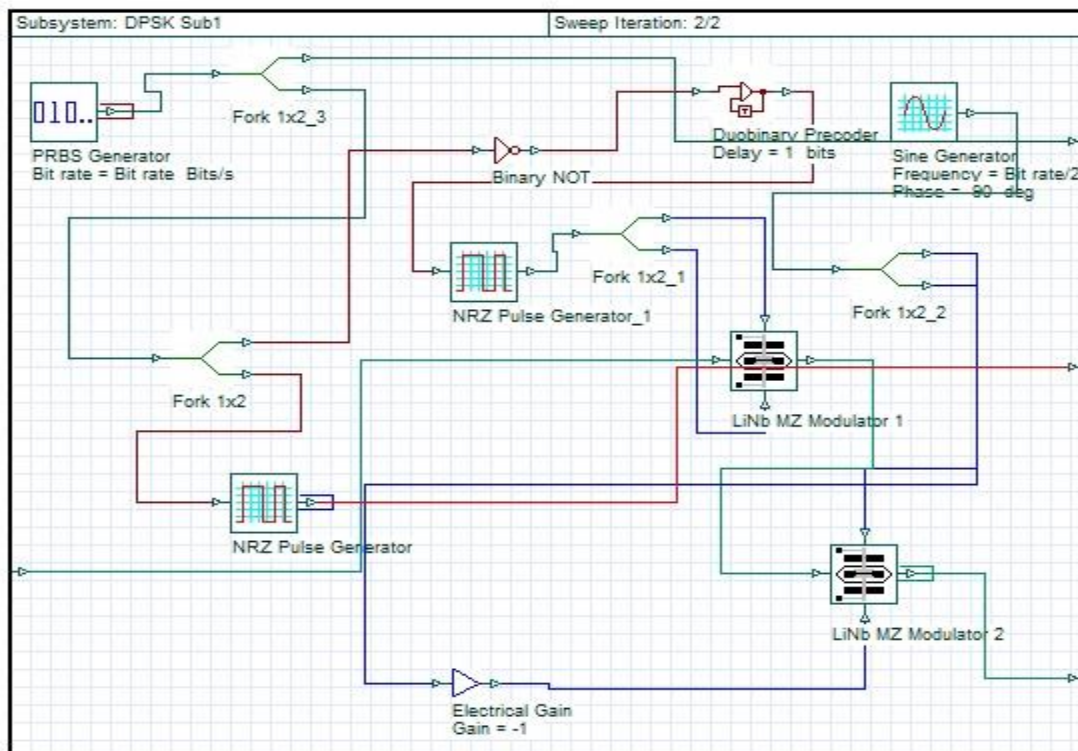 Subsystem: DPSK Sub1
Sweep Iteration: 2/2
010..
PRBS Generator
Bit rate = Bit rate Bits/s
Fork 1x2_3
Binary NOT
T
Duobinary Precoder
Delay = 1 bits
Sine Generator
Frequency = Bit rate/2
Phase = -90 deg
NRZ Pulse Generator_1
Fork 1x2_1
Fork 1x2_2
Fork 1x2
LiNb MZ Modulator 1
NRZ Pulse Generator
LiNb MZ Modulator 2
Electrical Gain
Gain = -1